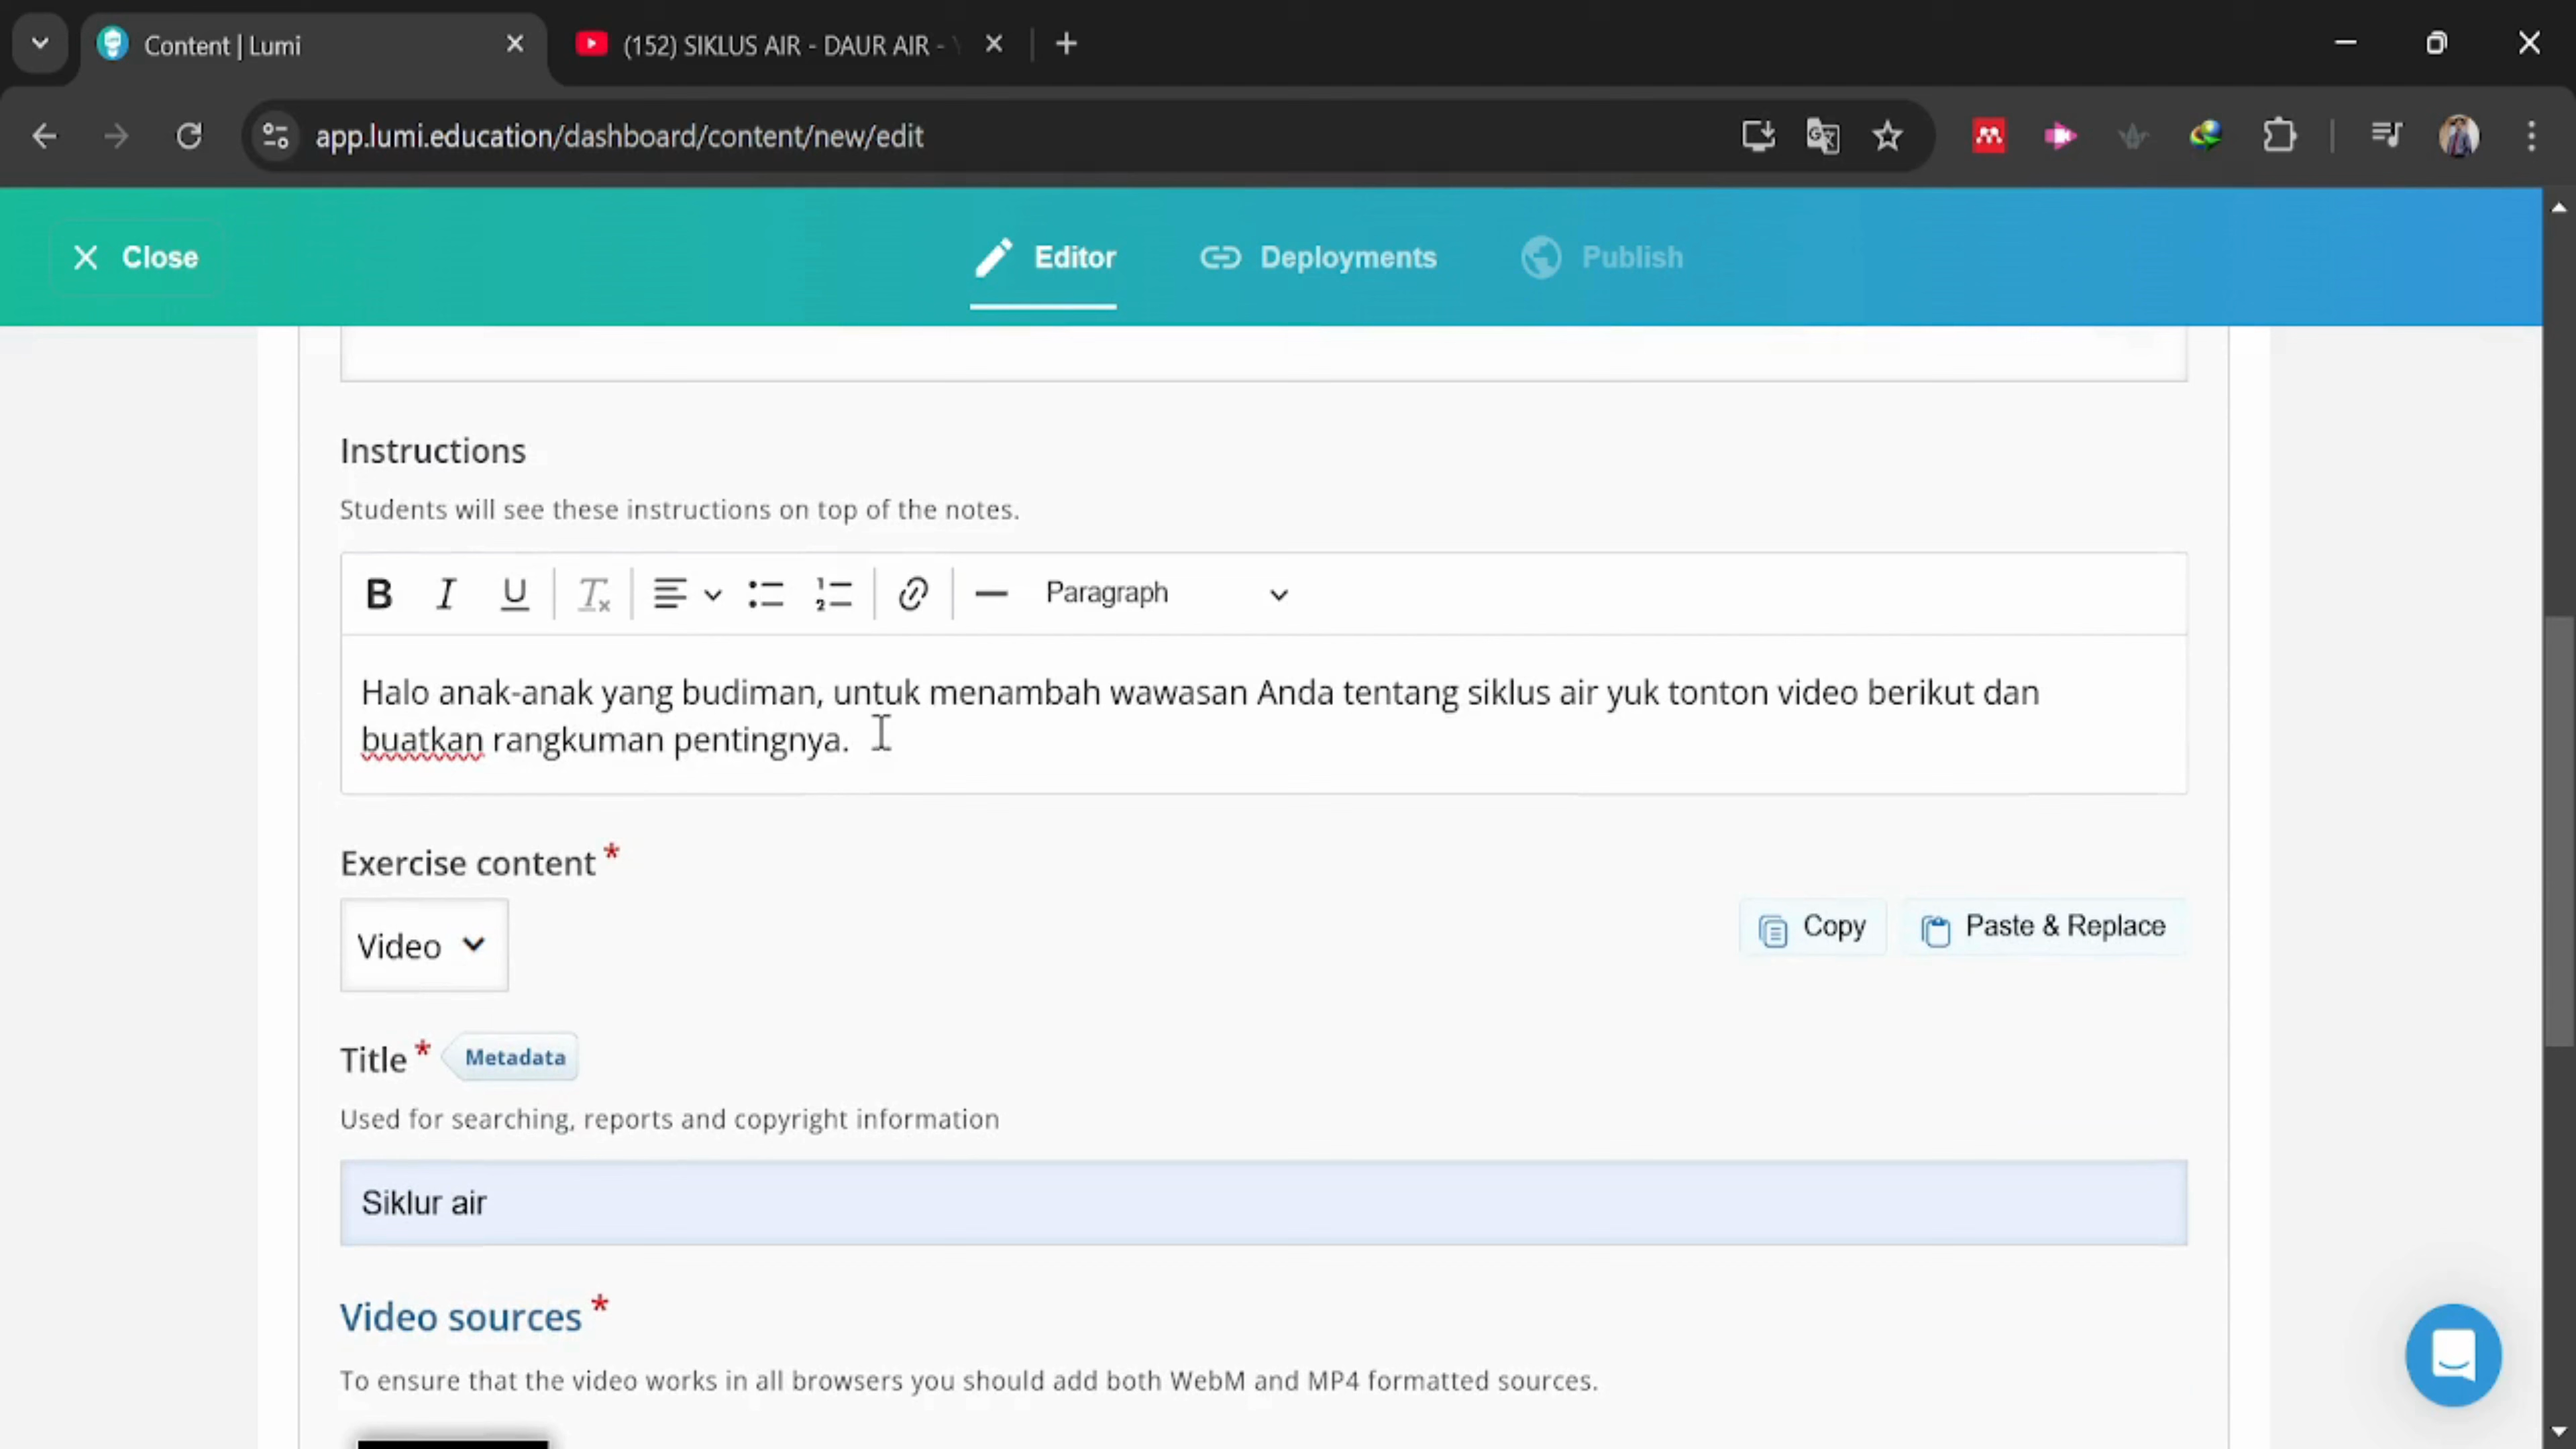 Content | Lumi
(152) SIKLUS AIR - DAUR AIR -
app.lumi.education/dashboard/content/new/edit
Close
Editor
Deployments
Publish
Instructions
Students will see these instructions on top of the notes.
B I U Tx
Paragraph
Halo anak-anak yang budiman, untuk menambah wawasan Anda tentang siklus air yuk tonton video berikut dan
buatkan rangkuman pentingnya.
Exercise content *
Video
Copy
Paste & Replace
Title * Metadata
Used for searching, reports and copyright information
Siklur air
Video sources *
To ensure that the video works in all browsers you should add both WebM and MP4 formatted sources.